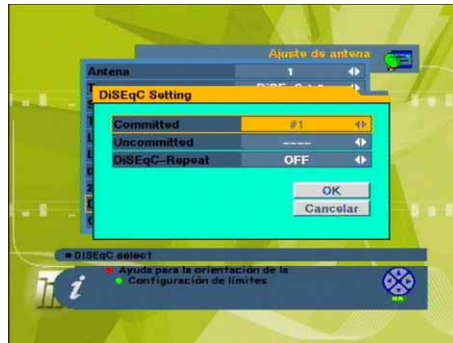 Ajuste de antena
Antena 1
DiSEqC Setting
Committed #1
Uncommitted ----
DiSEqC-Repeat OFF
OK
Cancelar
DiSEqC select
Ayuda para la orientación de la
Configuración de límites
i